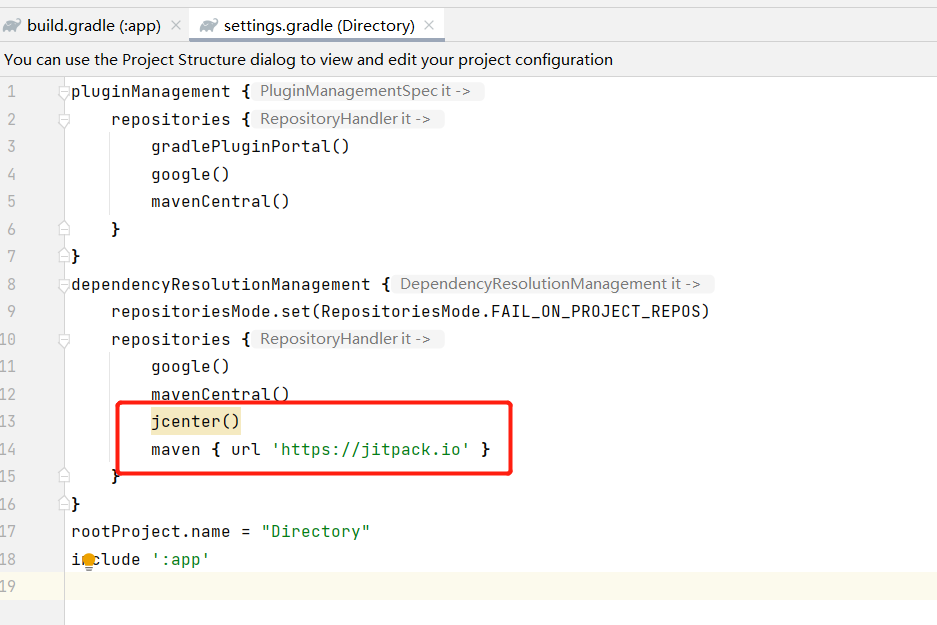 build.gradle (:app) settings.gradle (Directory)
You can use the Project Structure dialog to view and edit your project configuration
1 pluginManagement { PluginManagementSpec it ->
2 repositories { RepositoryHandler it ->
3 gradlePluginPortal()
4 google()
5 mavenCentral()
6 }
7 }
8 dependencyResolutionManagement { DependencyResolutionManagement it ->
9 repositoriesMode.set(RepositoriesMode.FAIL_ON_PROJECT_REPOS)
10 repositories { RepositoryHandler it ->
11 google()
12 mavenCentral()
13 jcenter()
14 maven { url 'https://jitpack.io' }
15 }
16 }
17 rootProject.name = "Directory"
18 include ':app'
19